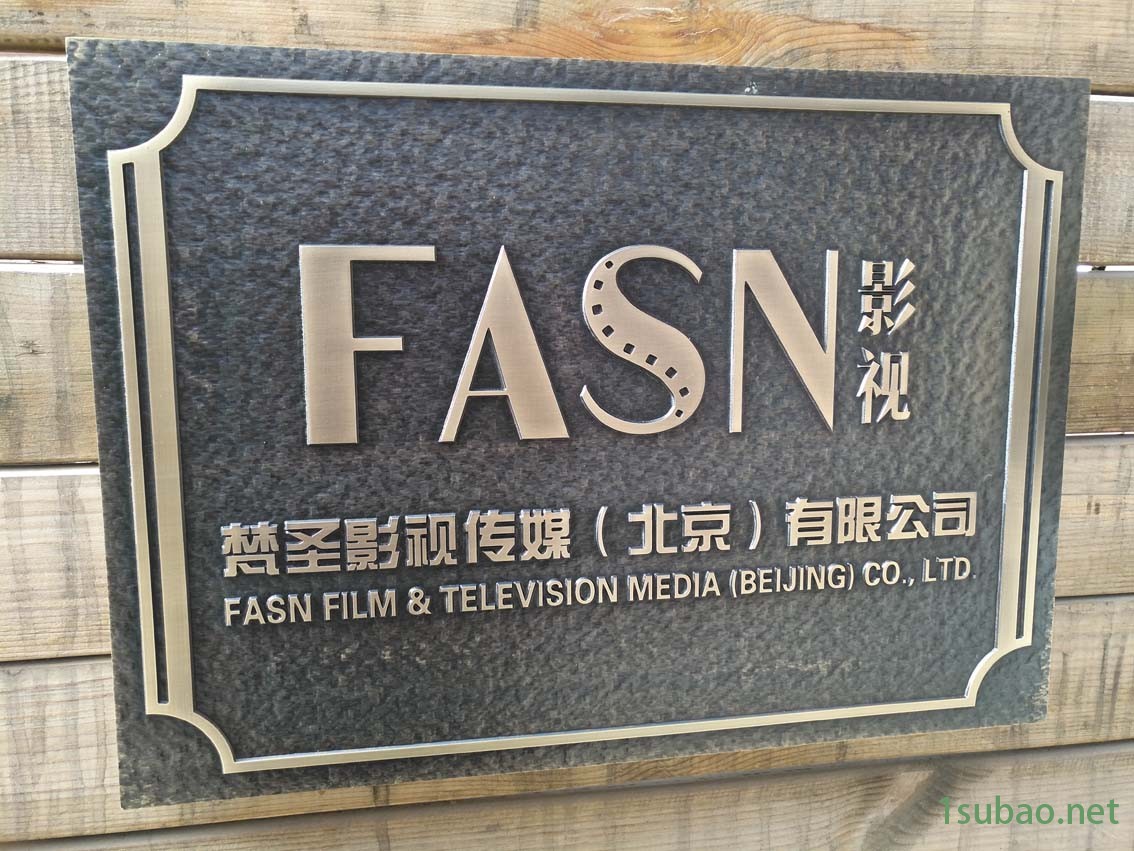 FASN影视
梵圣影视传媒（北京）有限公司
FASN FILM & TELEVISION MEDIA (BEIJING) CO., LTD.
1subao.net